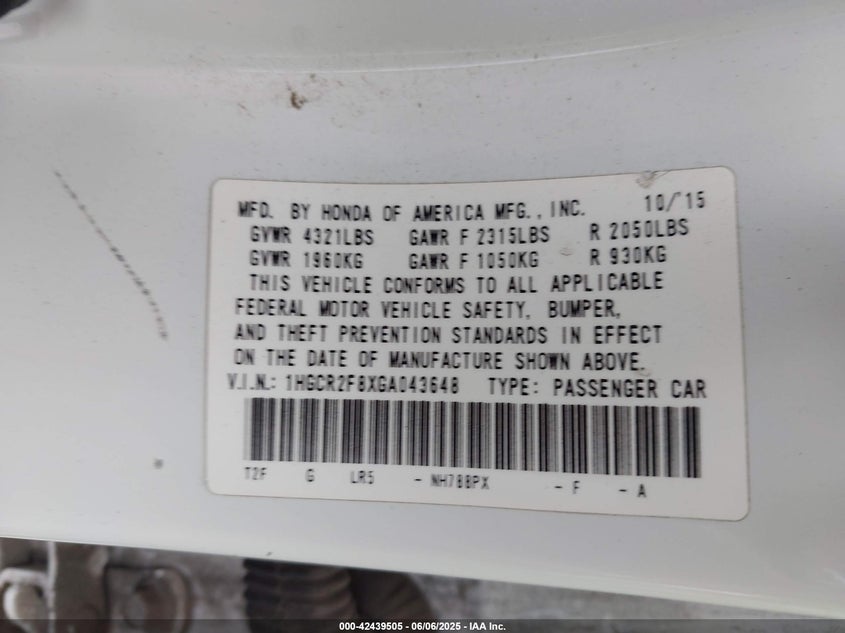 MFD. BY HONDA OF AMERICA MFG., INC. 10/15
GVWR 4321LBS GAWR F 2315LBS R 2050LBS
GVWR 1960KG GAWR F 1050KG R 930KG
THIS VEHICLE CONFORMS TO ALL APPLICABLE
FEDERAL MOTOR VEHICLE SAFETY, BUMPER,
AND THEFT PREVENTION STANDARDS IN EFFECT
ON THE DATE OF MANUFACTURE SHOWN ABOVE.
V.I.N.: 1HGCR2F8XGA043648 TYPE: PASSENGER CAR
T2F G LR5 - NH788PX - F - A
000-42439505 - 06/06/2025 - IAA Inc.